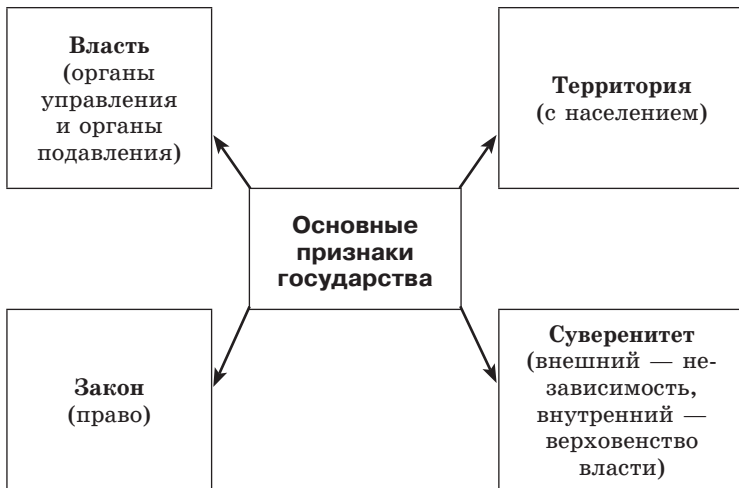 Власть
(органы
управления
и органы
подавления)
Территория
(с населением)
Основные
признаки
государства
Закон
(право)
Суверенитет
(внешний — не-
зависимость,
внутренний —
верховенство
власти)